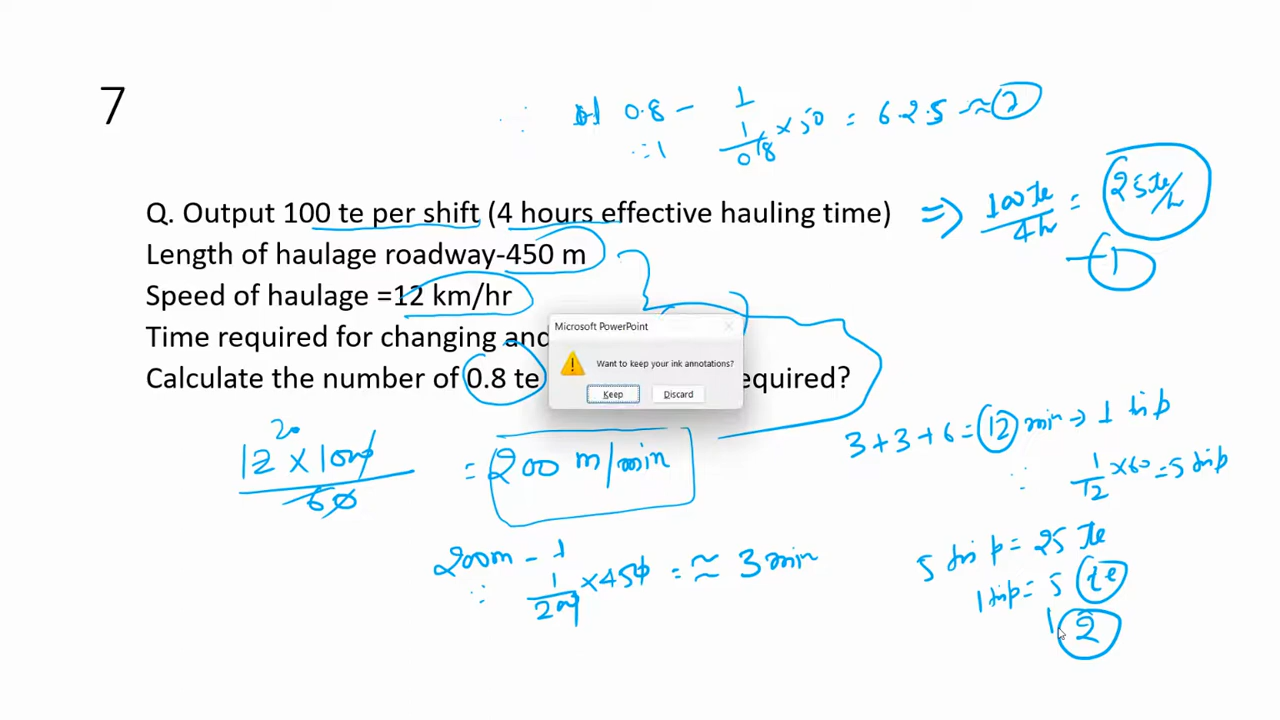 7
0.8 - 1
∵ 1 1/0.8 × 50 = 62.5 ≈ 2
Q. Output 100 te per shift (4 hours effective hauling time)
⇒ 100 te/4h = 25 te/h
Length of haulage roadway-450 m
- 1
Speed of haulage =12 km/hr
Microsoft PowerPoint
Time required for changing and
Want to keep your ink annotations?
Calculate the number of 0.8 te
equired?
Keep Discard
12 × 1000/60 = 200 m/min
3 + 3 + 6 = 12 min → 1 trip
∵ 1/12 × 60 = 5 trip
200m - 1
∵ 1/200 × 450 = ≈ 3 min
5 trip = 25 te
1 trip = 5 te
1 2